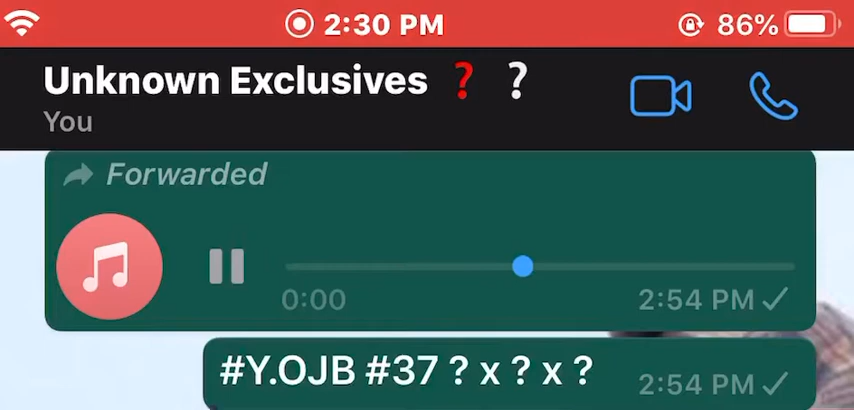 2:30 PM 86%
Unknown Exclusives ❓ ❔
You
Forwarded
0:00 2:54 PM
#Y.OJB #37 ? x ? x ? 2:54 PM